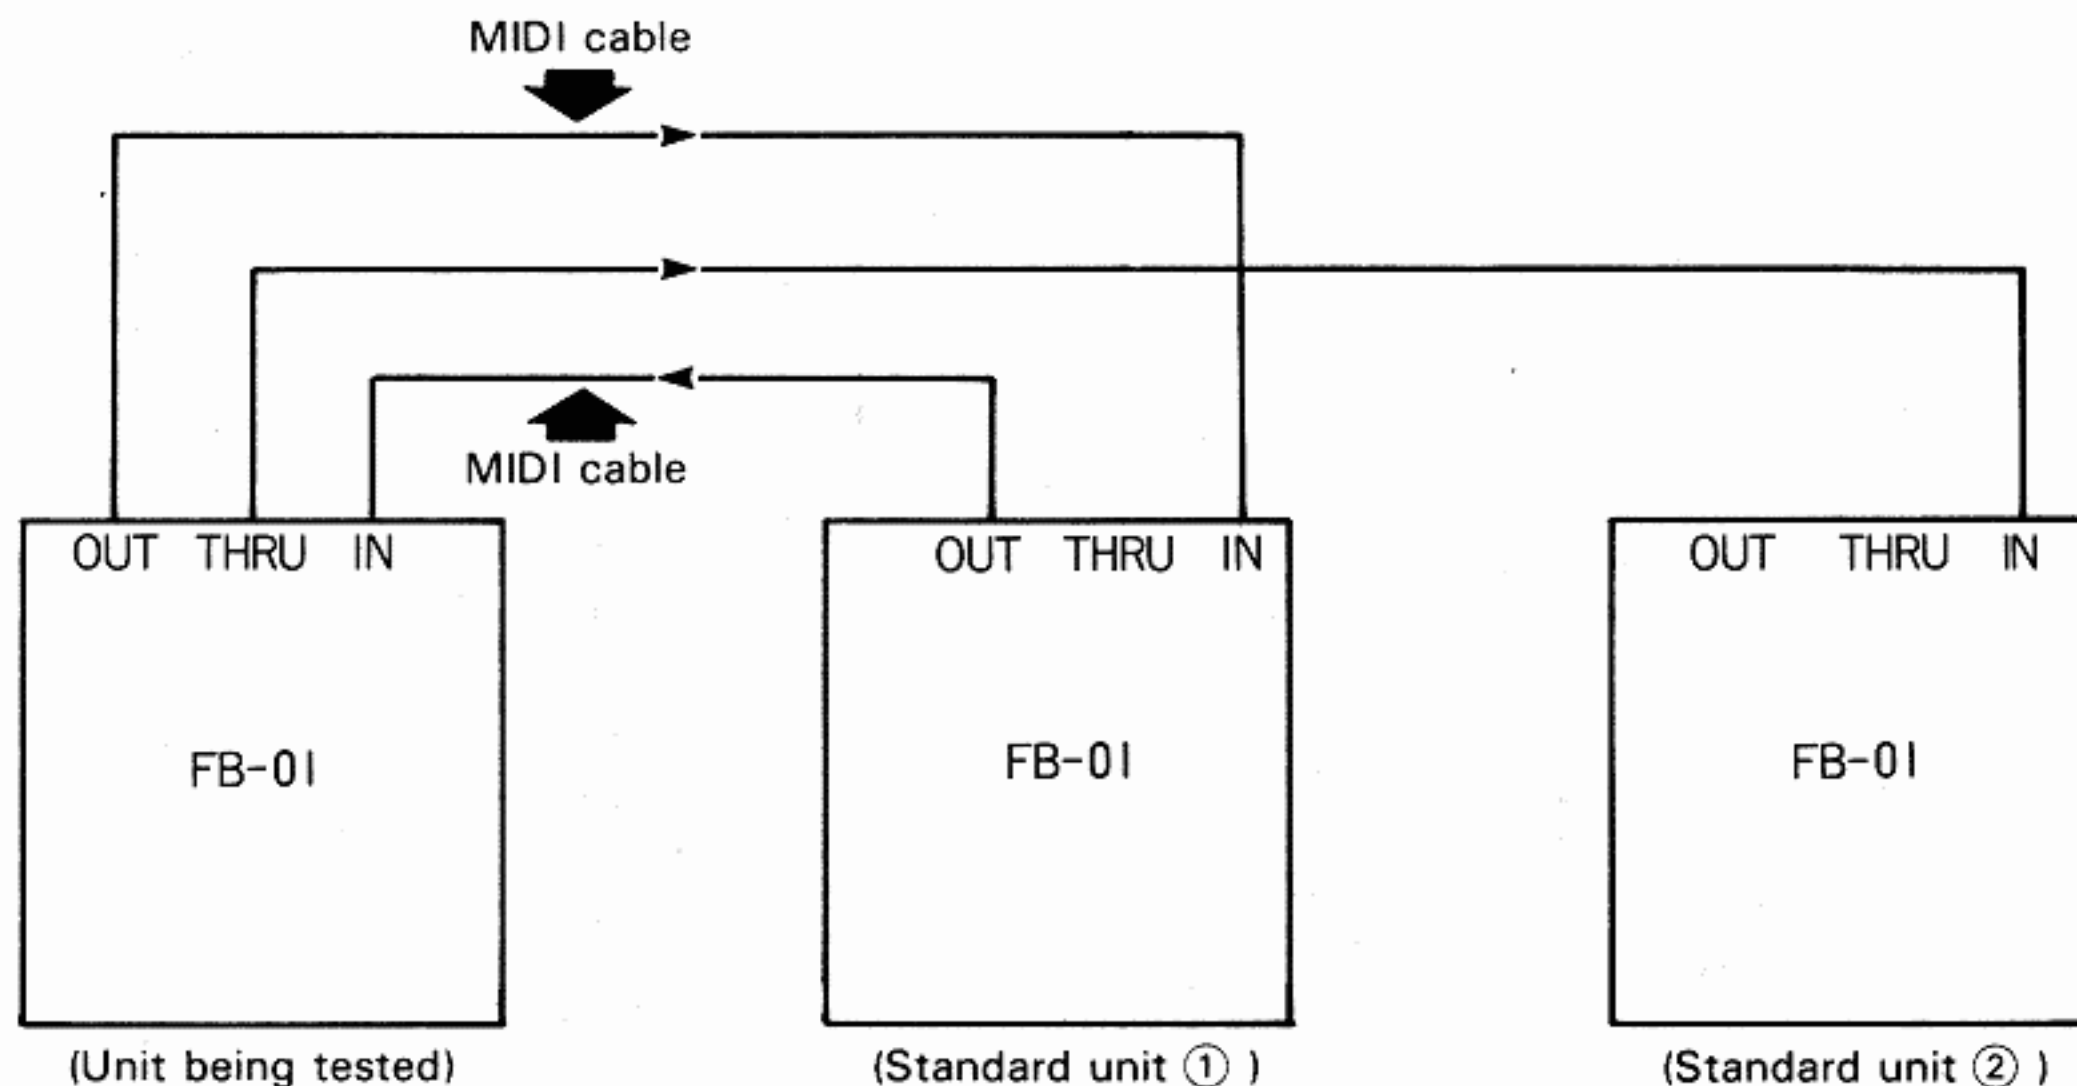 MIDI cable
MIDI cable
OUT THRU IN
OUT THRU IN
OUT THRU IN
FB-01
FB-01
FB-01
(Unit being tested)
(Standard unit ① )
(Standard unit ② )